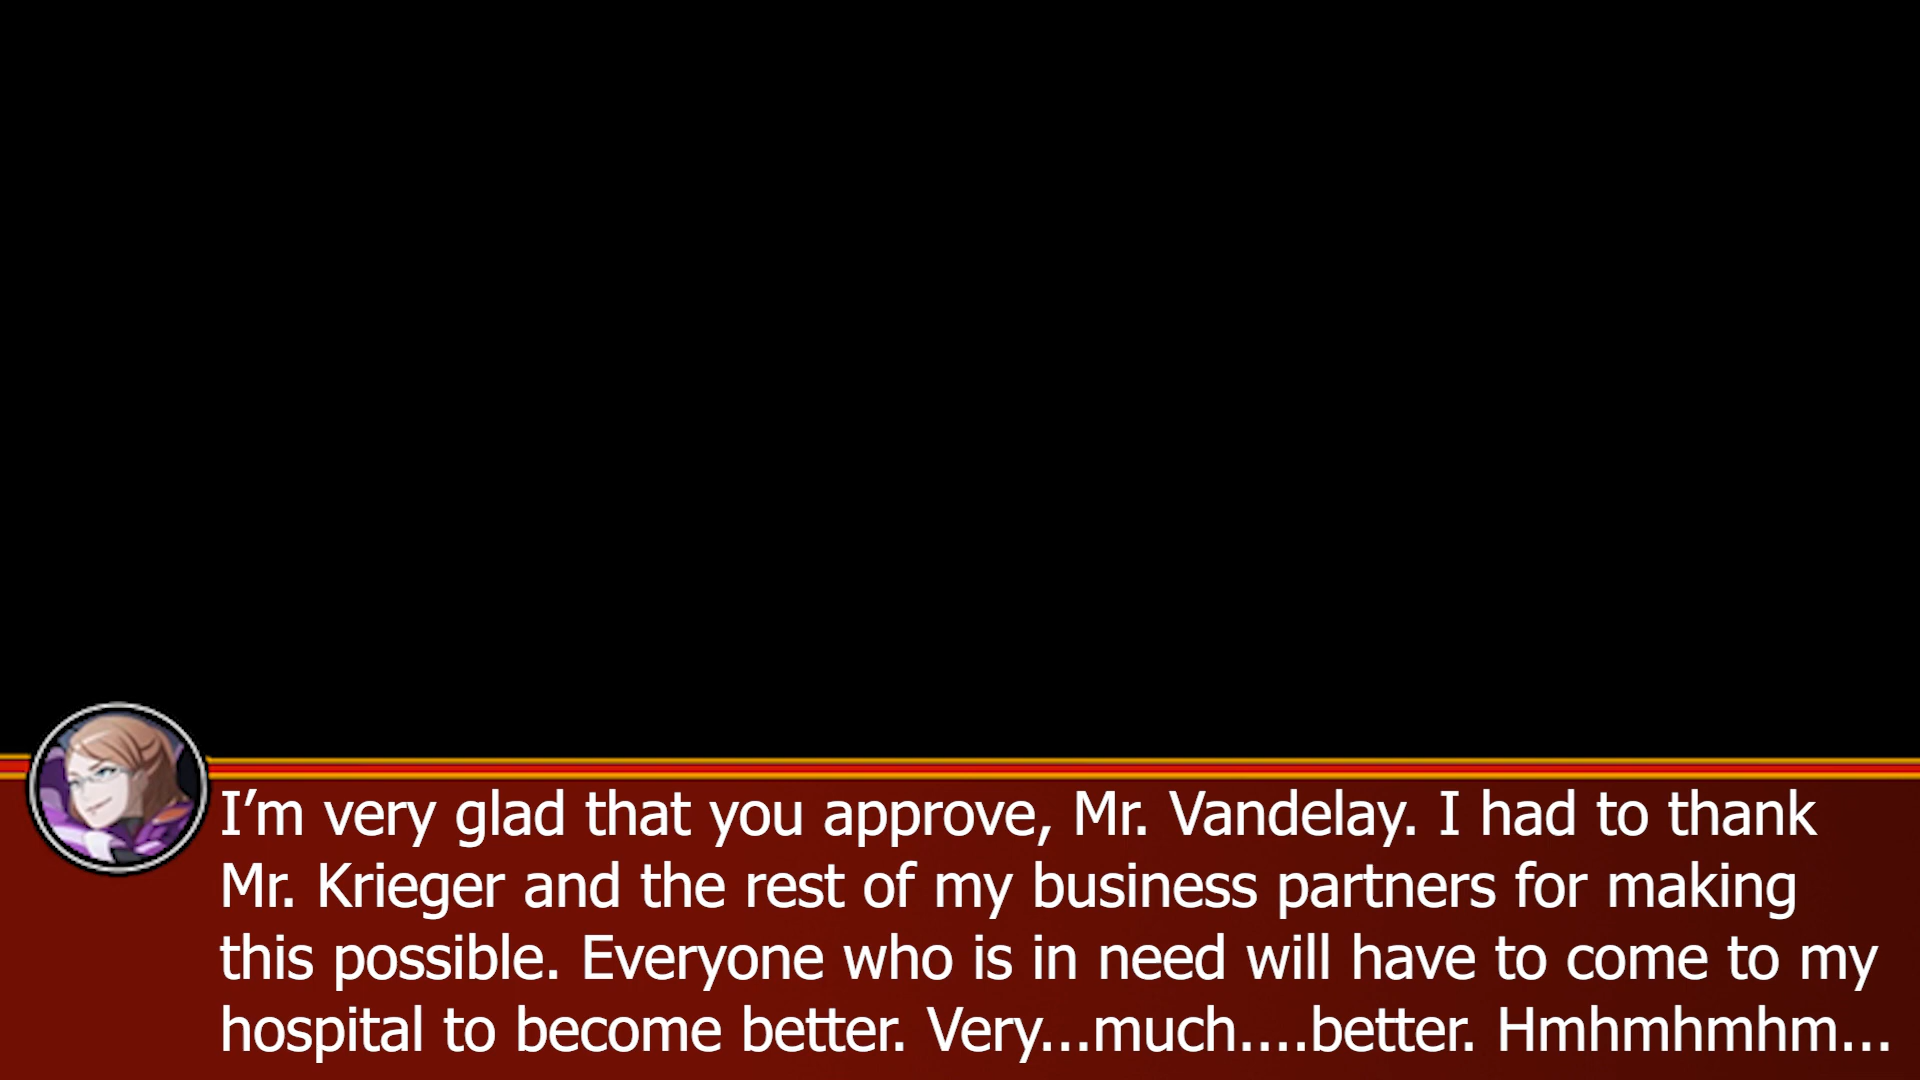 I’m very glad that you approve, Mr. Vandelay. I had to thank
Mr. Krieger and the rest of my business partners for making
this possible. Everyone who is in need will have to come to my
hospital to become better. Very...much....better. Hmhmhmhm...